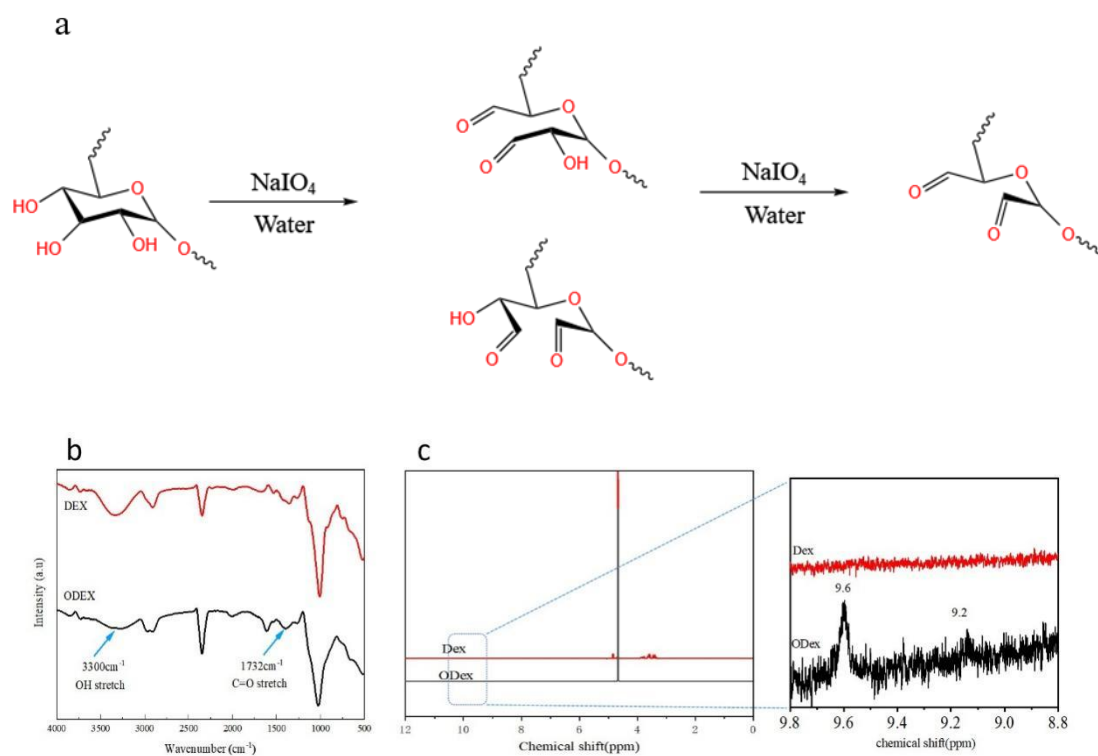 a
O
O
O
OH
O
HO
HO
OH
O
O
NaIO4
Water
NaIO4
Water
O
O
O
O
HO
O
O
O
O
b
DEX
ODEX
3300cm-1
OH stretch
1732cm-1
C=O stretch
Intensity (a.u)
4000 3500 3000 2500 2000 1500 1000 500
Wavenumber (cm-1)
c
Dex
ODex
12 10 8 6 4 2 0
Chemical shift(ppm)
Dex
9.6
9.2
ODex
9.8 9.6 9.4 9.2 9.0 8.8
chemical shift(ppm)